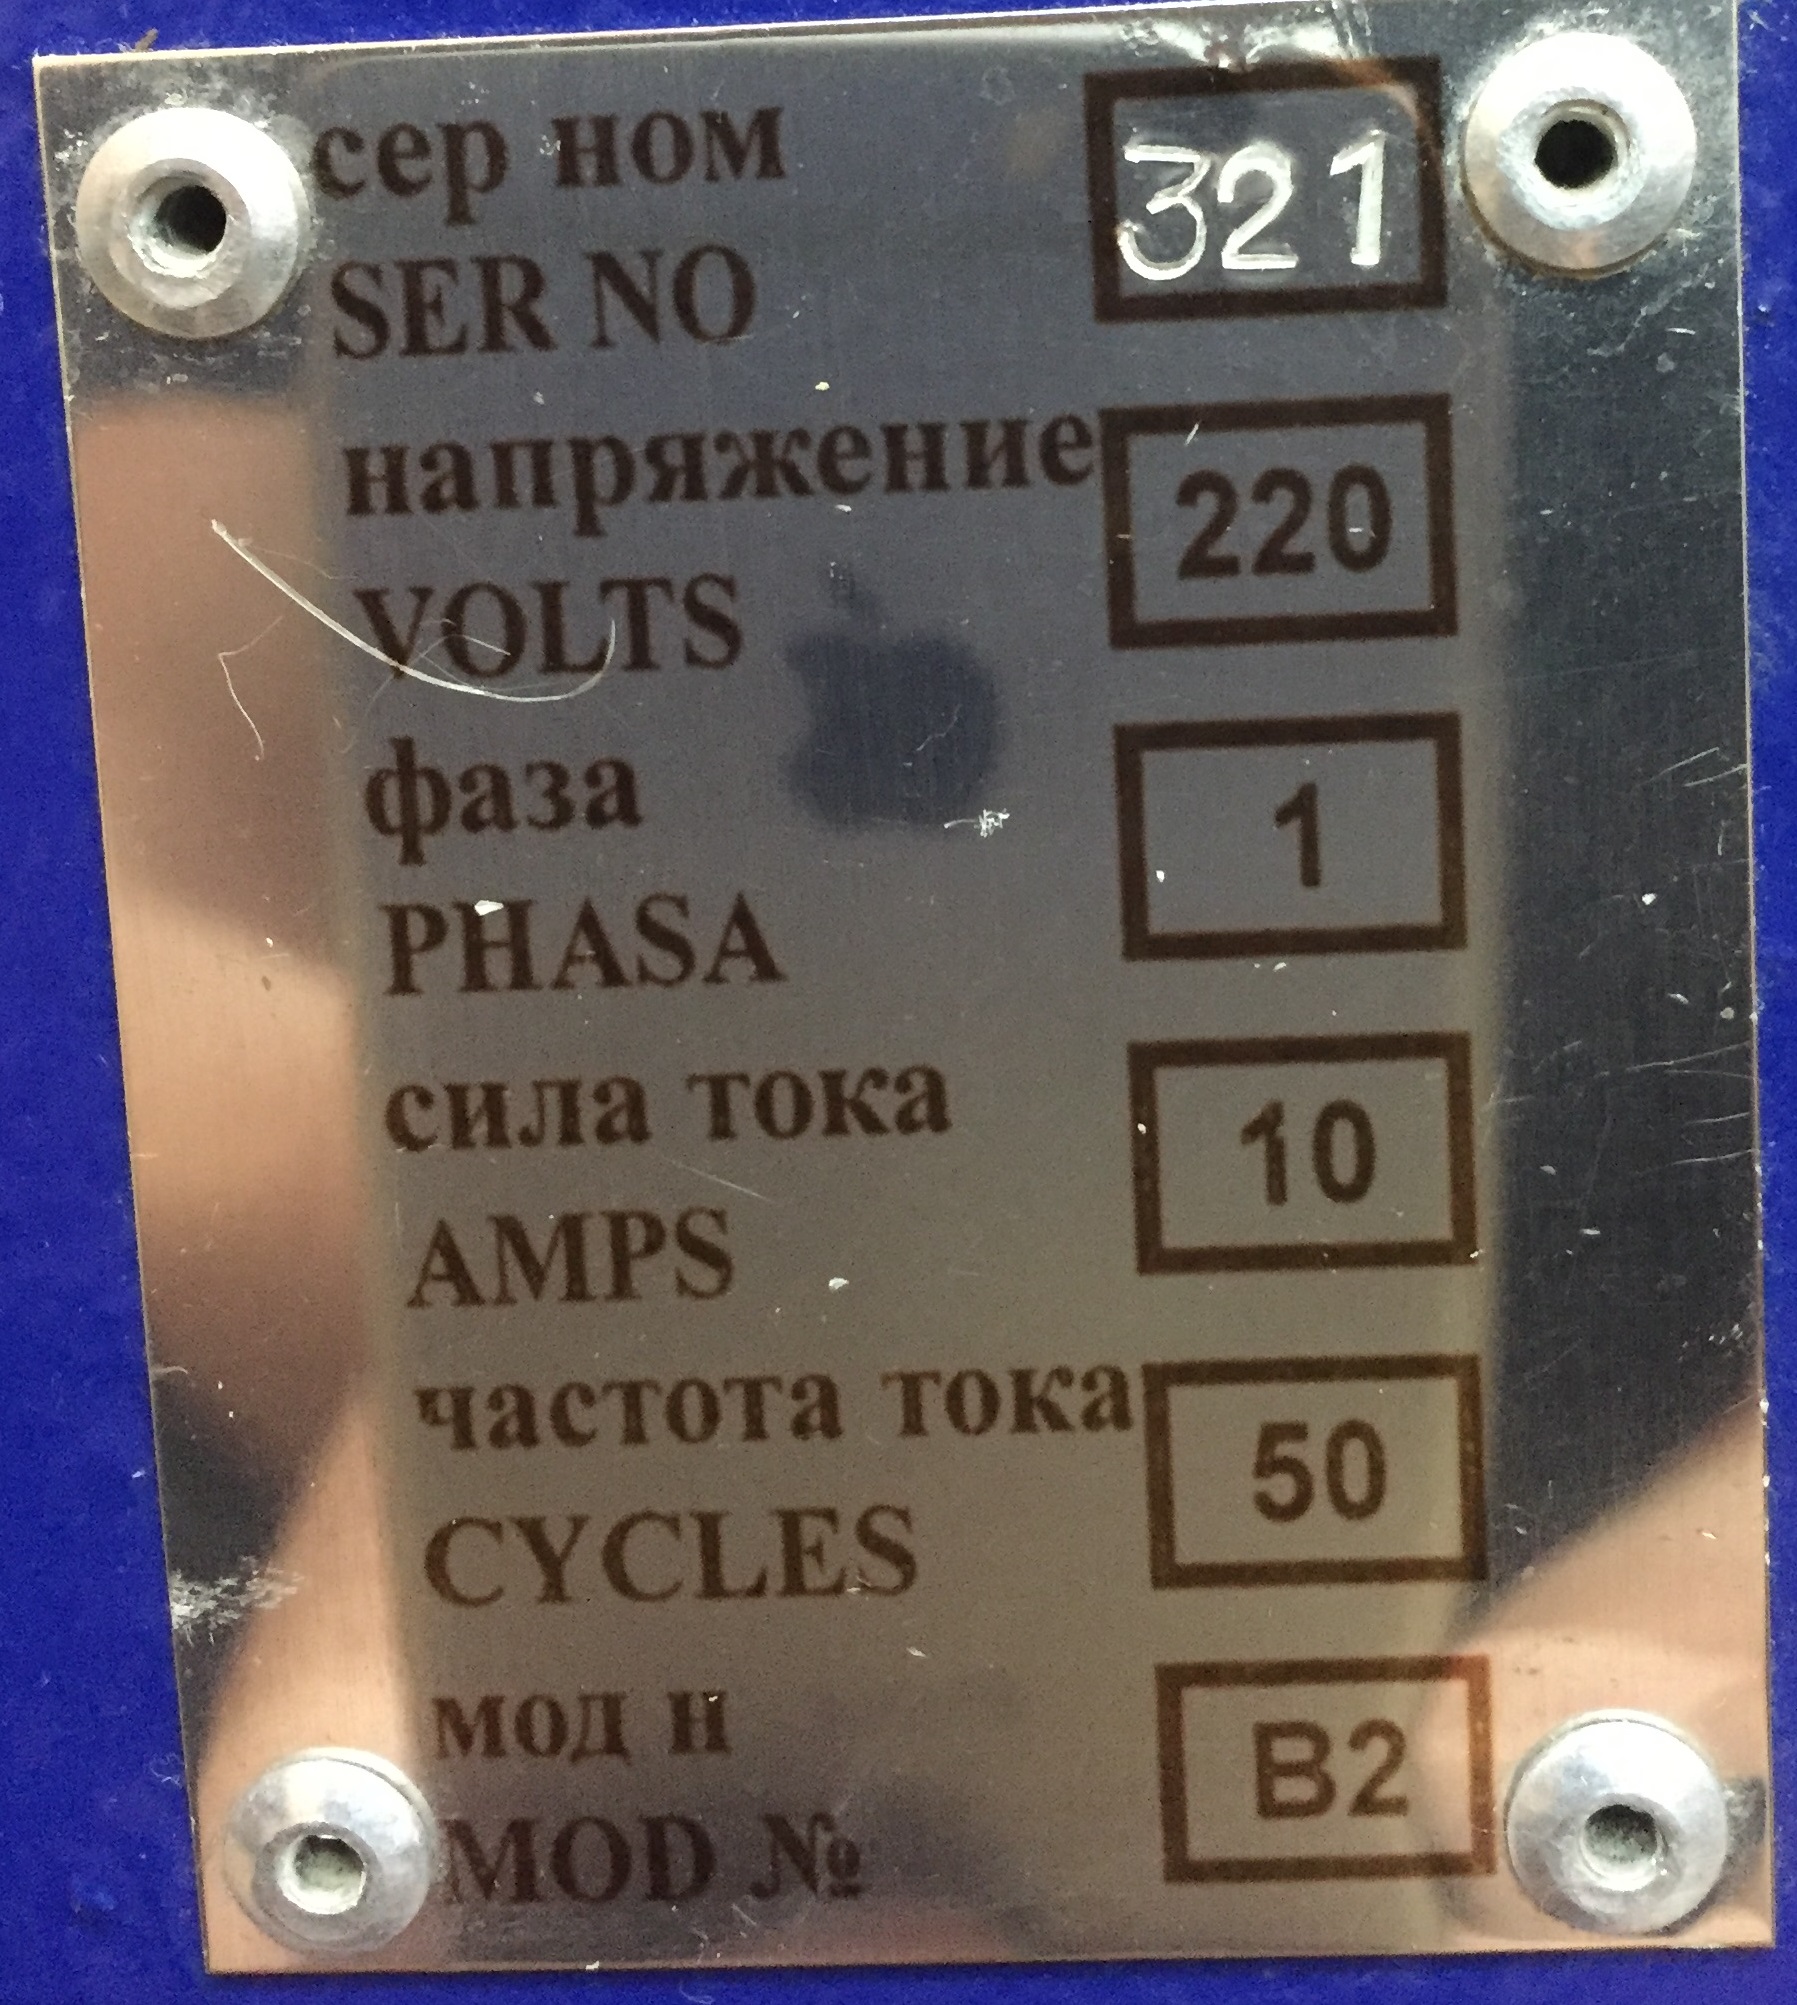 сер ном 321
SER NO
напряжение 220
VOLTS
фаза 1
PHASA
сила тока 10
AMPS
частота тока 50
CYCLES
мод н B2
MOD №